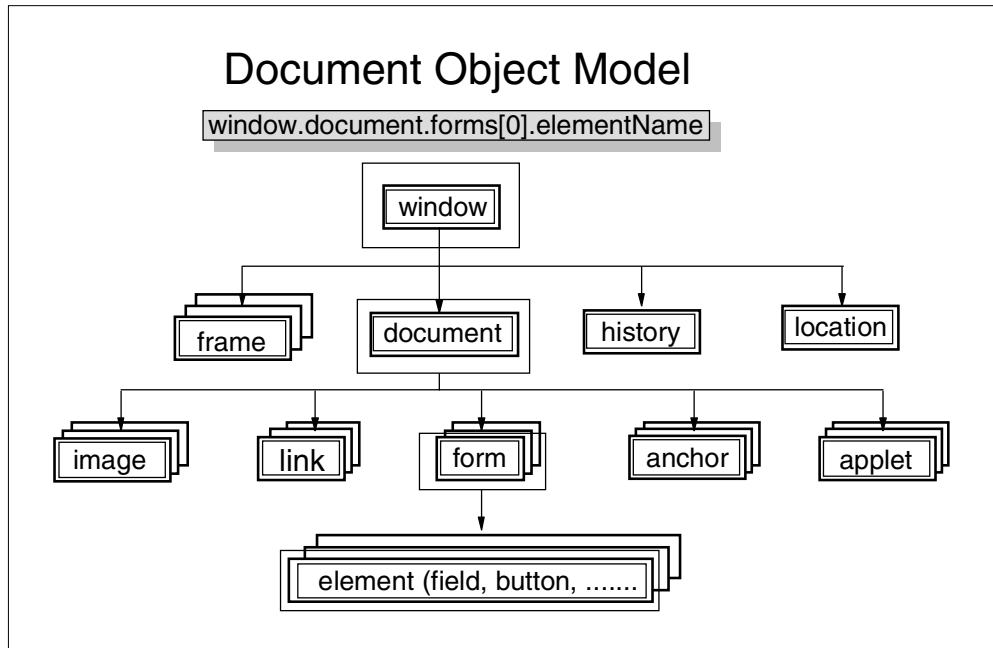 Document Object Model
window.document.forms[0].elementName
window
frame
document
history
location
image
link
form
anchor
applet
element (field, button, .......